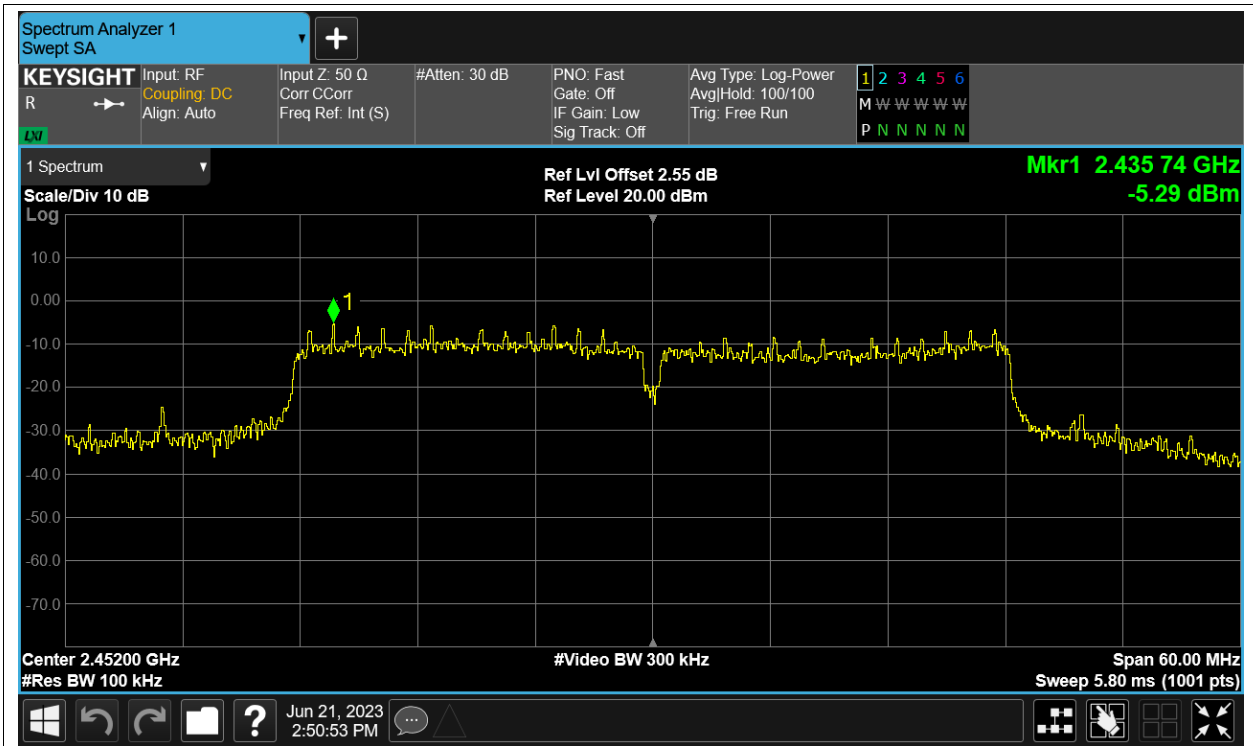 Spectrum Analyzer 1
Swept SA
KEYSIGHT Input: RF Input Z: 50 Ω #Atten: 30 dB PNO: Fast Avg Type: Log-Power 1 2 3 4 5 6
R Coupling: DC Corr CCorr Gate: Off Avg|Hold: 100/100 M W W W W W
Align: Auto Freq Ref: Int (S) IF Gain: Low Trig: Free Run
LXI Sig Track: Off P N N N N N
1 Spectrum Ref Lvl Offset 2.55 dB Mkr1 2.435 74 GHz
Scale/Div 10 dB Ref Level 20.00 dBm -5.29 dBm
Log
10.0
0.00
1
-10.0
-20.0
-30.0
-40.0
-50.0
-60.0
-70.0
Center 2.45200 GHz #Video BW 300 kHz Span 60.00 MHz
#Res BW 100 kHz Sweep 5.80 ms (1001 pts)
? Jun 21, 2023
2:50:53 PM